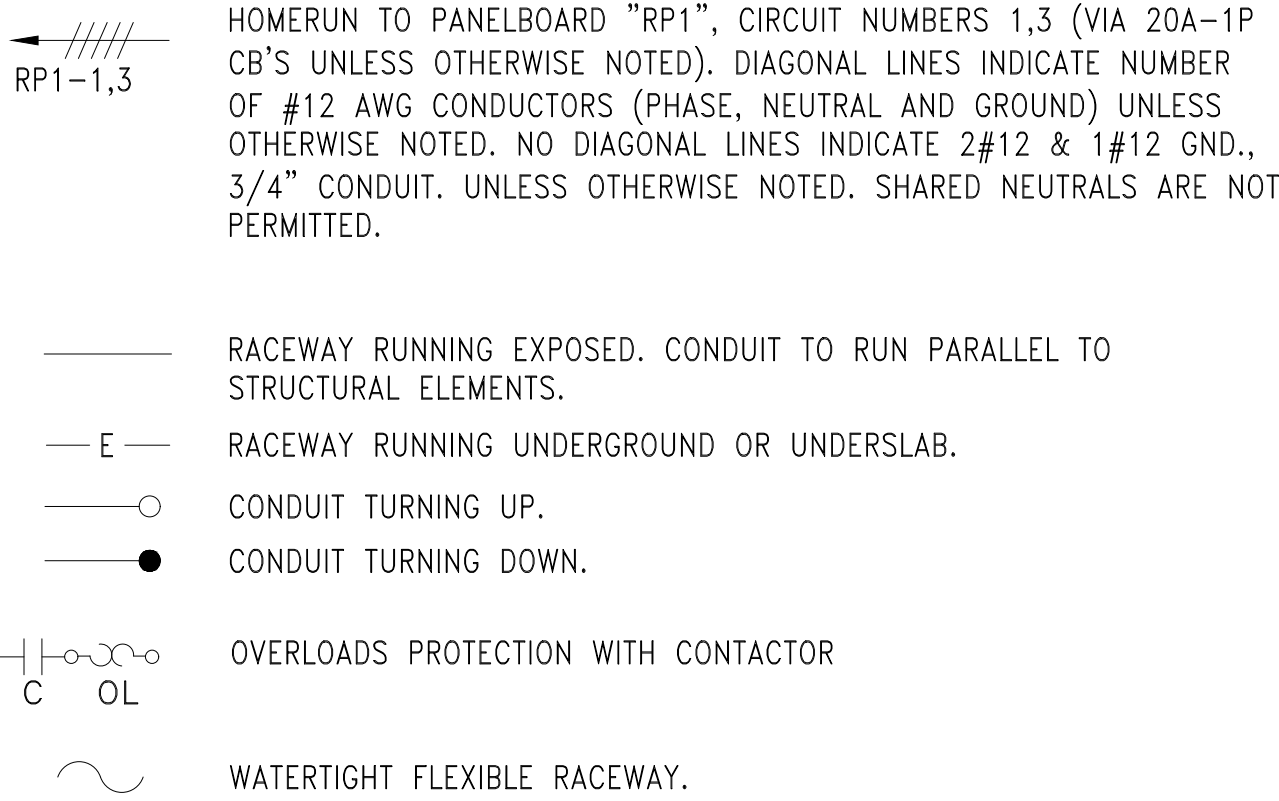 HOMERUN TO PANELBOARD "RP1", CIRCUIT NUMBERS 1,3 (VIA 20A-1P
RP1-1,3
CB'S UNLESS OTHERWISE NOTED). DIAGONAL LINES INDICATE NUMBER
OF #12 AWG CONDUCTORS (PHASE, NEUTRAL AND GROUND) UNLESS
OTHERWISE NOTED. NO DIAGONAL LINES INDICATE 2#12 & 1#12 GND.,
3/4" CONDUIT. UNLESS OTHERWISE NOTED. SHARED NEUTRALS ARE NOT
PERMITTED.
RACEWAY RUNNING EXPOSED. CONDUIT TO RUN PARALLEL TO
STRUCTURAL ELEMENTS.
E RACEWAY RUNNING UNDERGROUND OR UNDERSLAB.
CONDUIT TURNING UP.
CONDUIT TURNING DOWN.
OVERLOADS PROTECTION WITH CONTACTOR
C OL
WATERTIGHT FLEXIBLE RACEWAY.